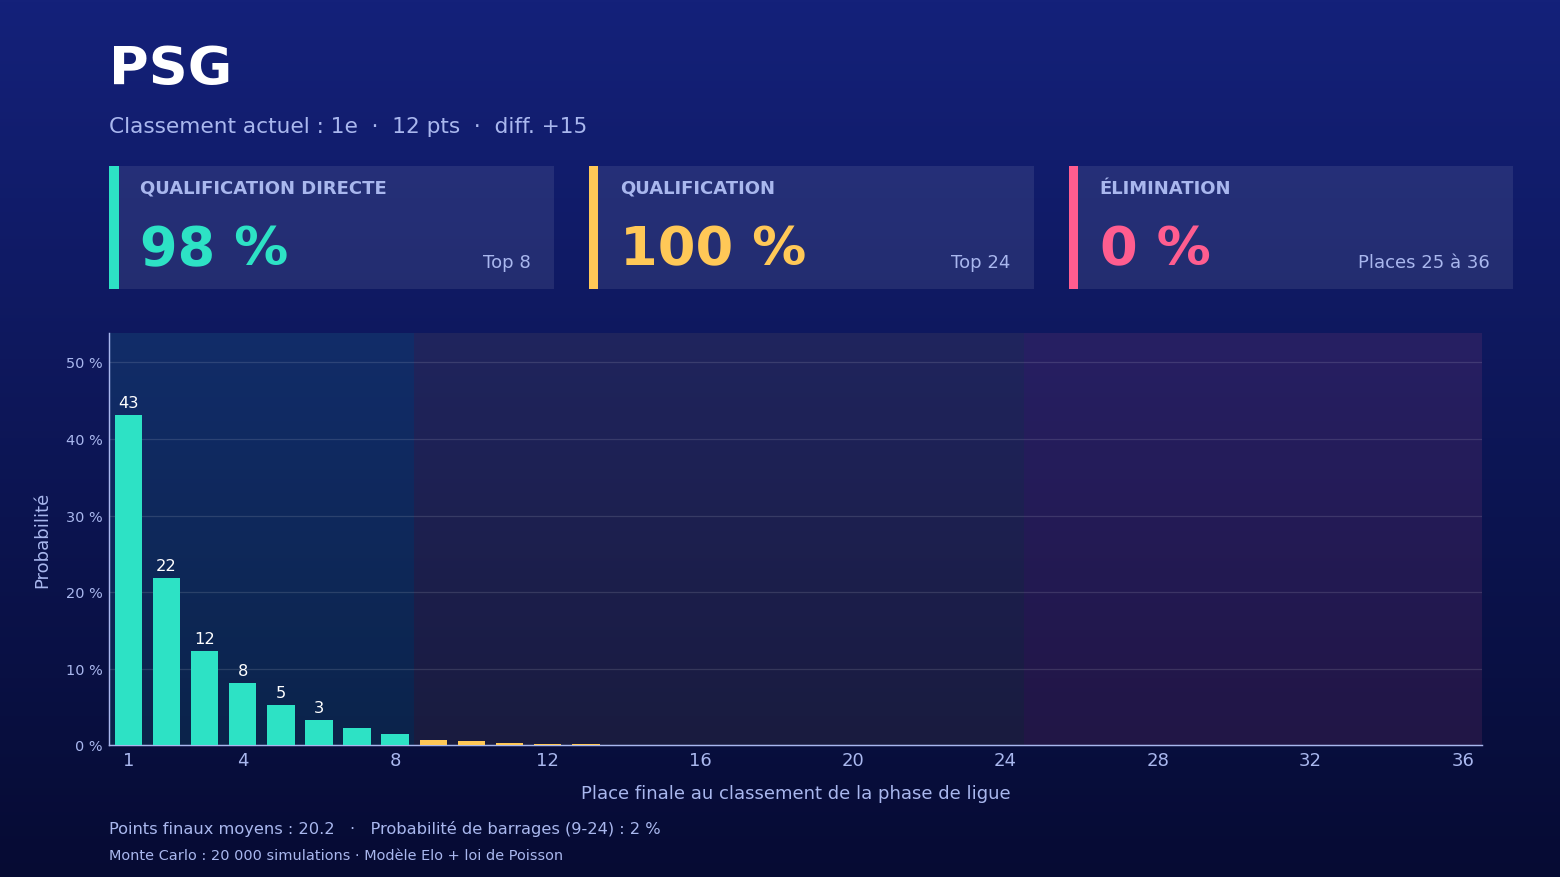 PSG
Classement actuel : 1e · 12 pts · diff. +15
QUALIFICATION DIRECTE
98 %
Top 8
QUALIFICATION
100 %
Top 24
ÉLIMINATION
0 %
Places 25 à 36
Probabilité
50 %
40 %
30 %
20 %
10 %
0 %
43
22
12
8
5
3
1 4 8 12 16 20 24 28 32 36
Place finale au classement de la phase de ligue
Points finaux moyens : 20.2 · Probabilité de barrages (9-24) : 2 %
Monte Carlo : 20 000 simulations · Modèle Elo + loi de Poisson